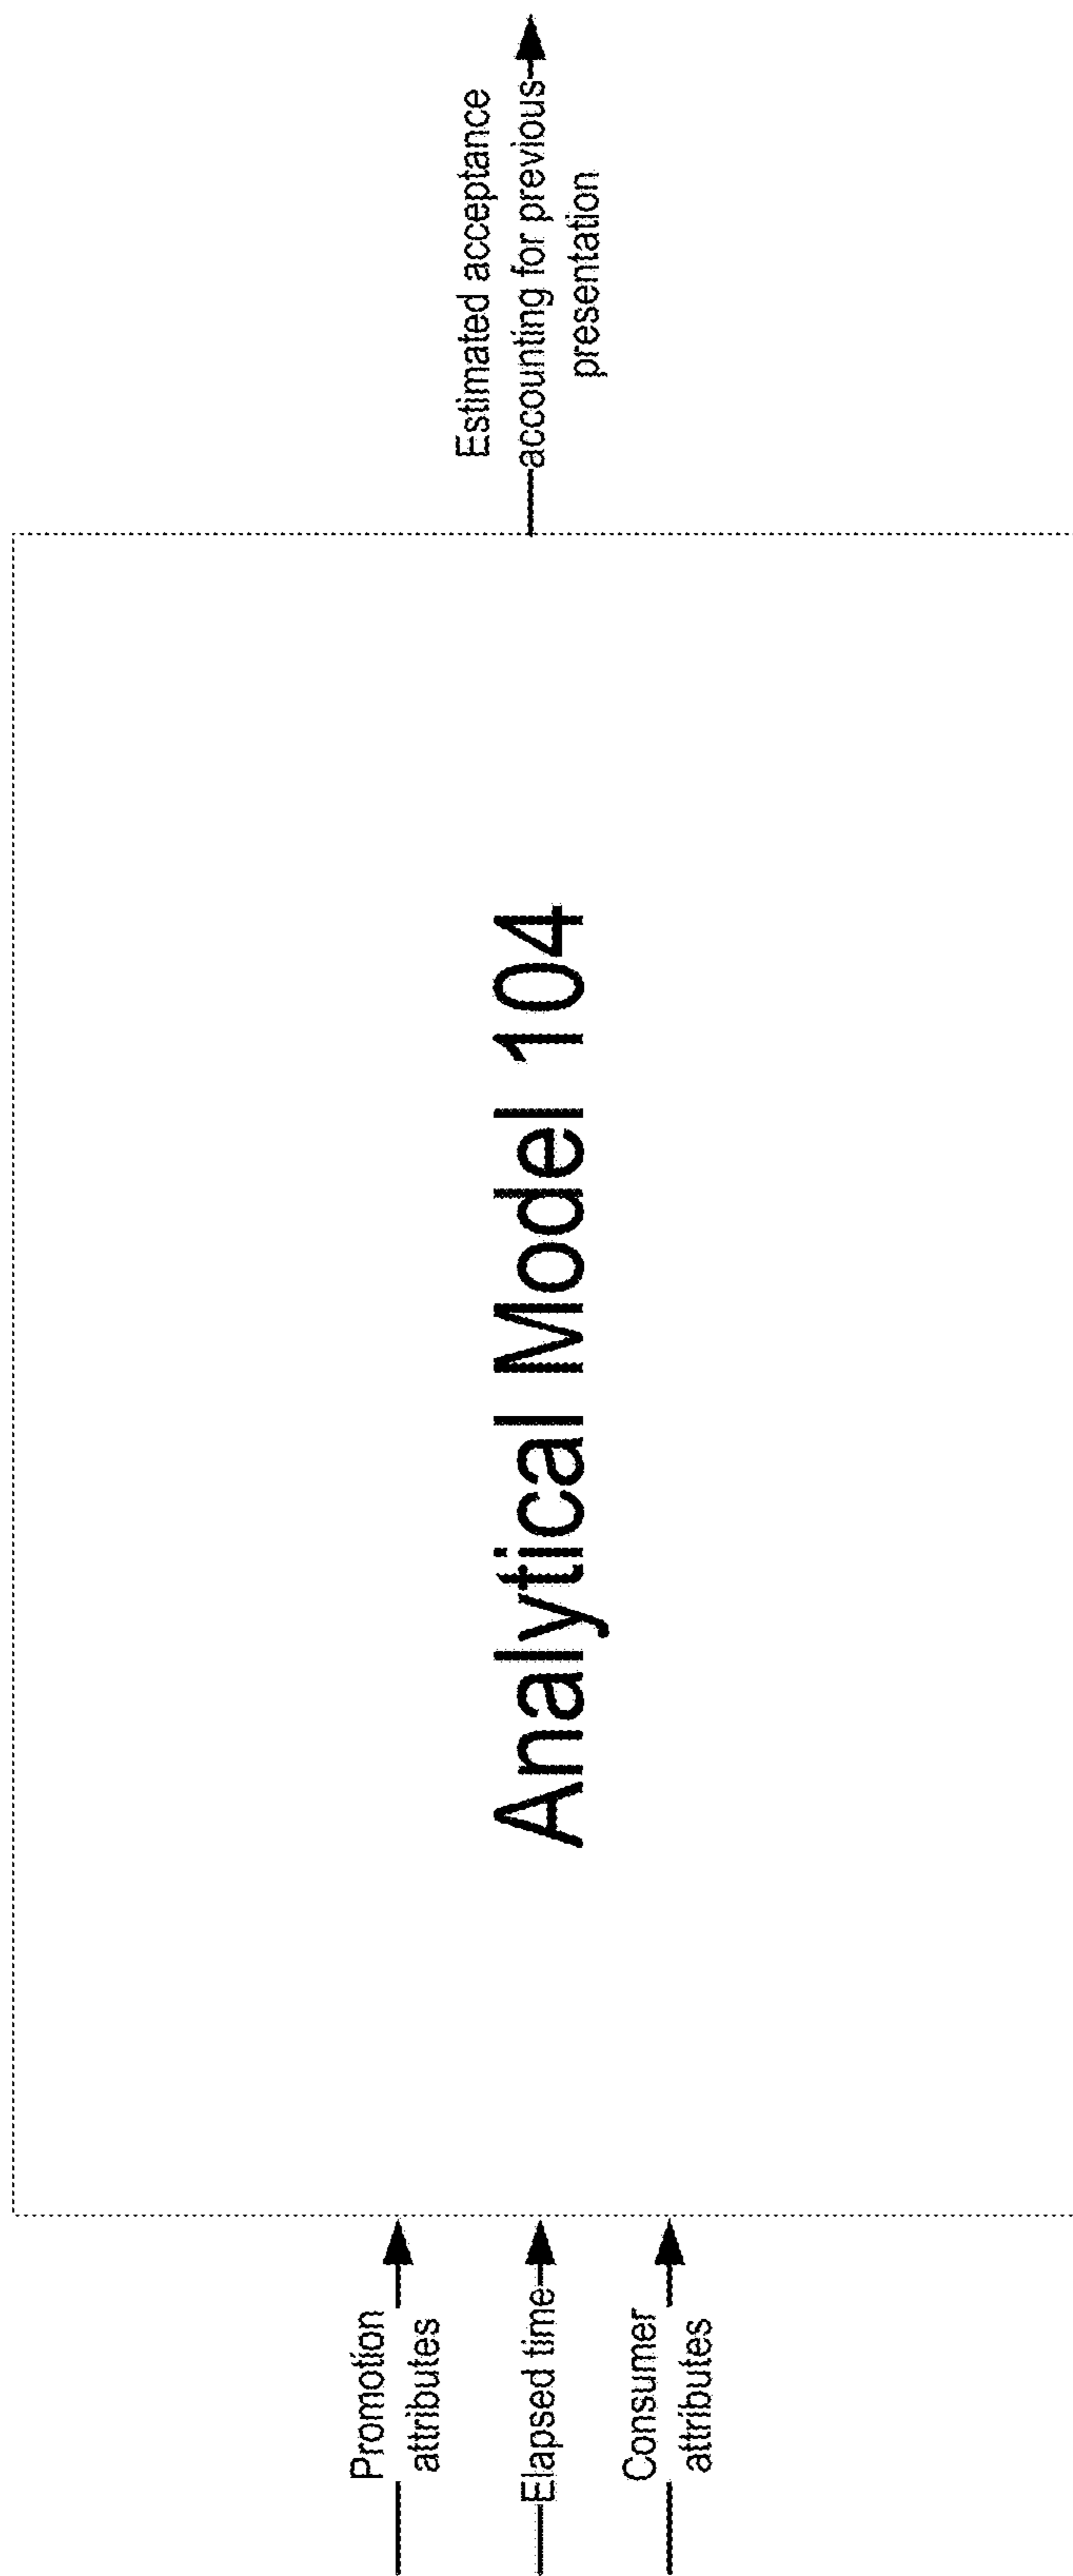 Promotion
attributes
Elapsed time
Consumer
attributes
Analytical Model 104
Estimated acceptance
accounting for previous
presentation